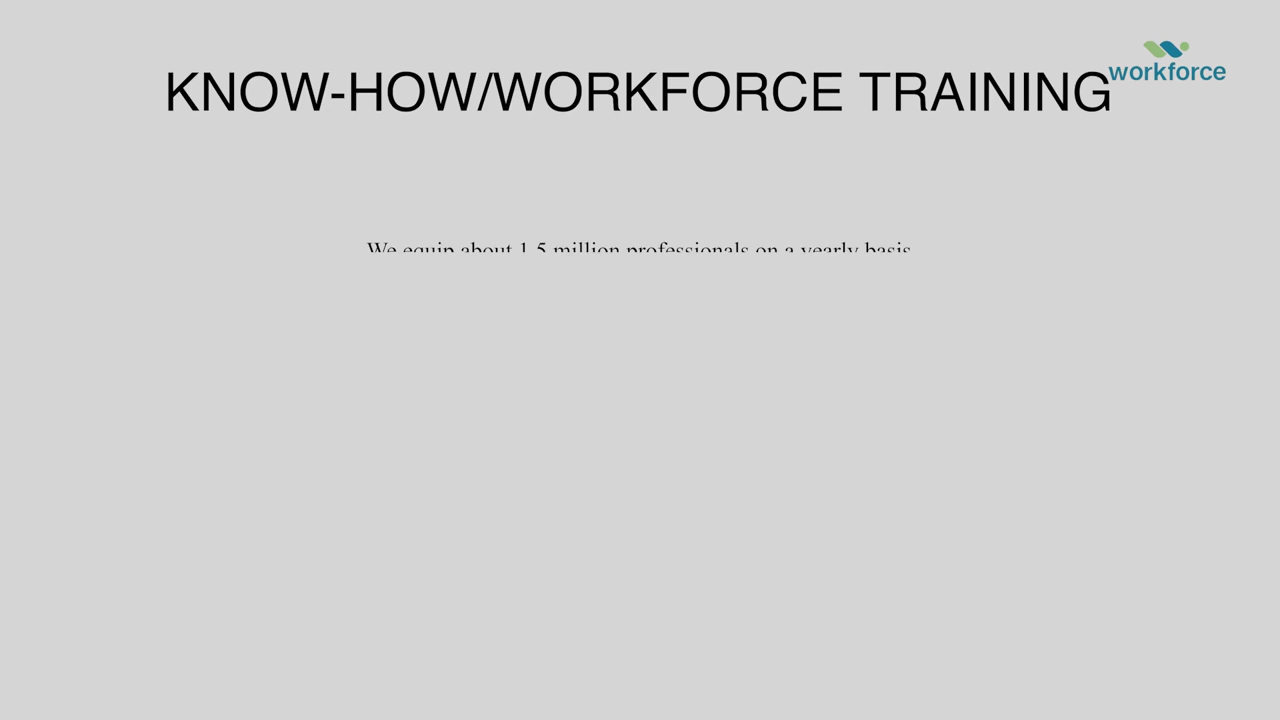 workforce
KNOW-HOW/WORKFORCE TRAINING
We equip about 1.5 million professionals on a yearly basis